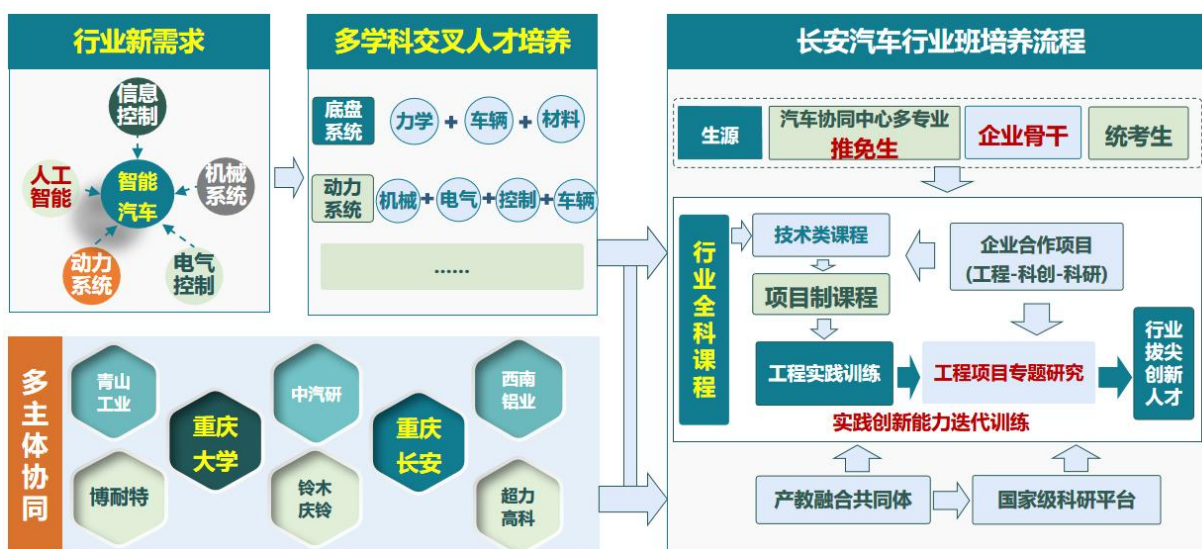 行业新需求
信息
控制
人工
智能
智能
汽车
机械
系统
动力
系统
电气
控制
多学科交叉人才培养
底盘
系统
力学 + 车辆 + 材料
动力
系统
机械 + 电气 + 控制 + 车辆
......
多主体协同
青山
工业
重庆
大学
中汽研
重庆
长安
西南
铝业
博耐特
铃木
庆铃
超力
高科
长安汽车行业班培养流程
生源
汽车协同中心多专业
推免生
企业骨干
统考生
行业全科课程
技术类课程
企业合作项目
(工程-科创-科研)
项目制课程
工程实践训练
工程项目专题研究
行业
拔尖
创新
人才
实践创新能力迭代训练
产教融合共同体
国家级科研平台